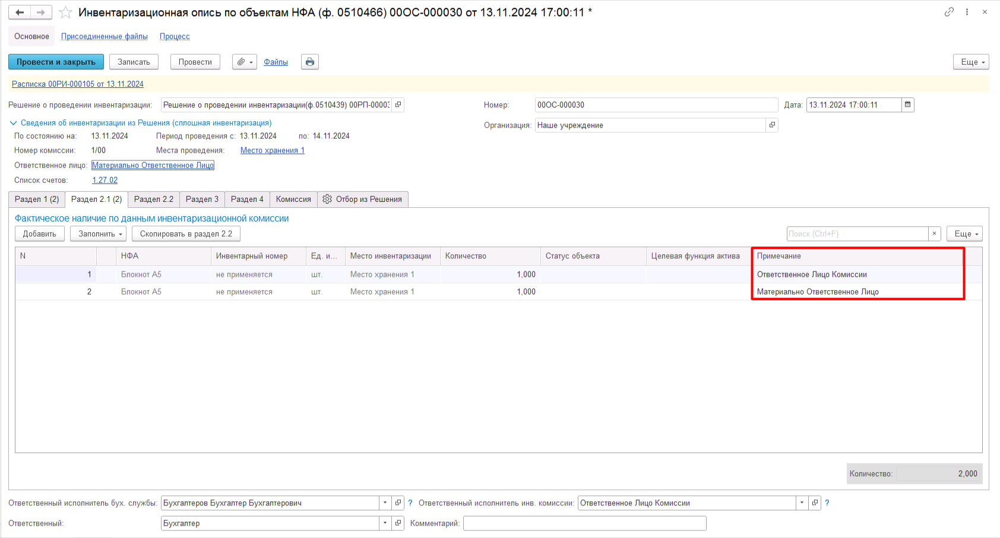 Инвентаризационная опись по объектам НФА (ф. 0510466) 00ОС-000030 от 13.11.2024 17:00:11 *
Основное Присоединенные файлы Процесс
Провести и закрыть Записать Провести Файлы Еще
Расписка 00РИ-000105 от 13.11.2024
Решение о проведении инвентаризации: Решение о проведении инвентаризации(ф.0510439) 00РП-00003 Номер: 00ОС-000030 Дата: 13.11.2024 17:00:11
Сведения об инвентаризации из Решения (сплошная инвентаризация) Организация: Наше учреждение
По состоянию на: 13.11.2024 Период проведения с: 13.11.2024 по: 14.11.2024
Номер комиссии: 1/00 Места проведения: Место хранения 1
Ответственное лицо: Материально Ответственное Лицо
Список счетов: 1.27.02
Раздел 1 (2) Раздел 2.1 (2) Раздел 2.2 Раздел 3 Раздел 4 Комиссия Отбор из Решения
Фактическое наличие по данным инвентаризационной комиссии
Добавить Заполнить Скопировать в раздел 2.2 Поиск (Ctrl+F) × Еще
N НФА Инвентарный номер Ед. и... Место инвентаризации Количество Статус объекта Целевая функция актива Примечание
1 Блокнот А5 не применяется шт. Место хранения 1 1,000 Ответственное Лицо Комиссии
2 Блокнот А5 не применяется шт. Место хранения 1 1,000 Материально Ответственное Лицо
Количество: 2,000
Ответственный исполнитель бух. службы: Бухгалтеров Бухгалтер Бухгалтерович ? Ответственный исполнитель инв. комиссии: Ответственное Лицо Комиссии ?
Ответственный: Бухгалтер Комментарий: